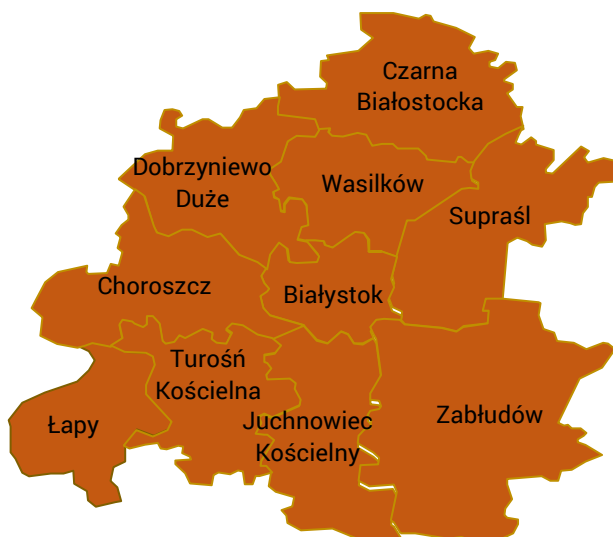 Czarna
Białostocka
Dobrzyniewo
Duże
Wasilków
Supraśl
Choroszcz
Białystok
Turośń
Kościelna
Łapy
Juchnowiec
Kościelny
Zabłudów